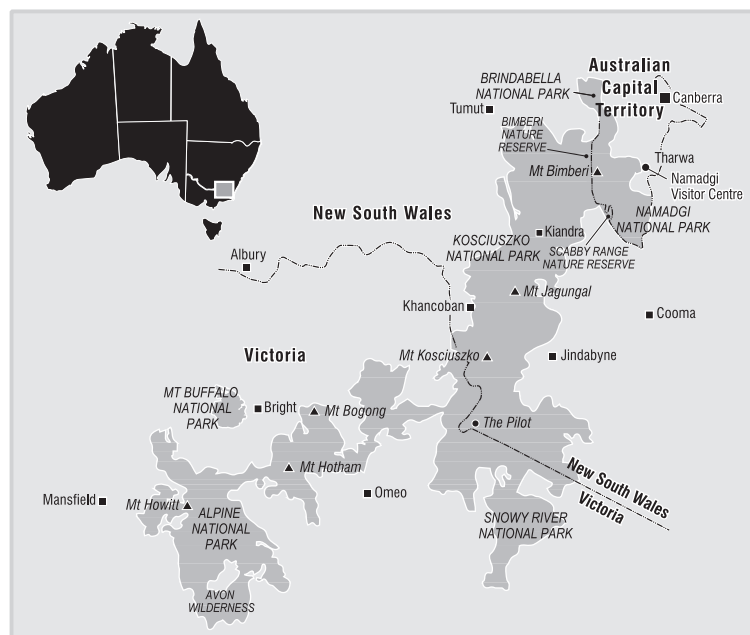 BRINDABELLA
NATIONAL PARK
Australian
Capital
Territory
Canberra
Tumut
BIMBERI
NATURE
RESERVE
Mt Bimberi
Tharwa
Namadgi
Visitor Centre
NAMADGI
NATIONAL PARK
New South Wales
Kiandra
KOSCIUSZKO
NATIONAL PARK
SCABBY RANGE
NATURE RESERVE
Albury
Mt Jagungal
Khancoban
Cooma
Victoria
Mt Kosciuszko
Jindabyne
MT BUFFALO
NATIONAL
PARK
Bright
Mt Bogong
The Pilot
Mt Hotham
New South Wales
Victoria
Omeo
Mansfield
Mt Howitt
ALPINE
NATIONAL
PARK
SNOWY RIVER
NATIONAL PARK
AVON
WILDERNESS